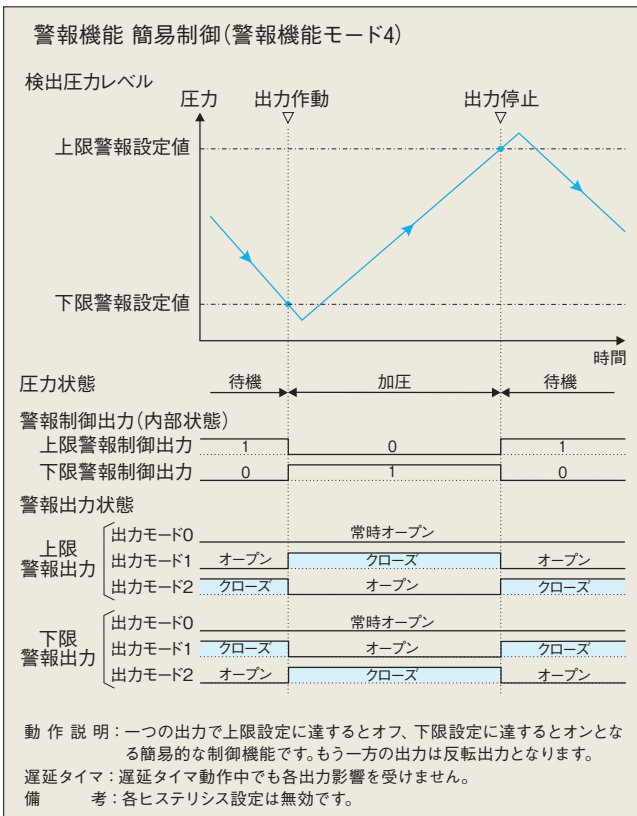 警報機能 簡易制御(警報機能モード4)
検出圧力レベル
圧力 出力作動 出力停止
上限警報設定値
下限警報設定値
時間
圧力状態 待機 加圧 待機
警報制御出力(内部状態)
上限警報制御出力 1 0 1
下限警報制御出力 0 1 0
警報出力状態
上限
警報出力
出力モード0 常時オープン
出力モード1 オープン クローズ オープン
出力モード2 クローズ オープン クローズ
下限
警報出力
出力モード0 常時オープン
出力モード1 クローズ オープン クローズ
出力モード2 オープン クローズ オープン
動作説明:一つの出力で上限設定に達するとオフ、下限設定に達するとオンとな
る簡易的な制御機能です。もう一方の出力は反転出力となります。
遅延タイマ:遅延タイマ動作中でも各出力影響を受けません。
備 考:各ヒステリシス設定は無効です。